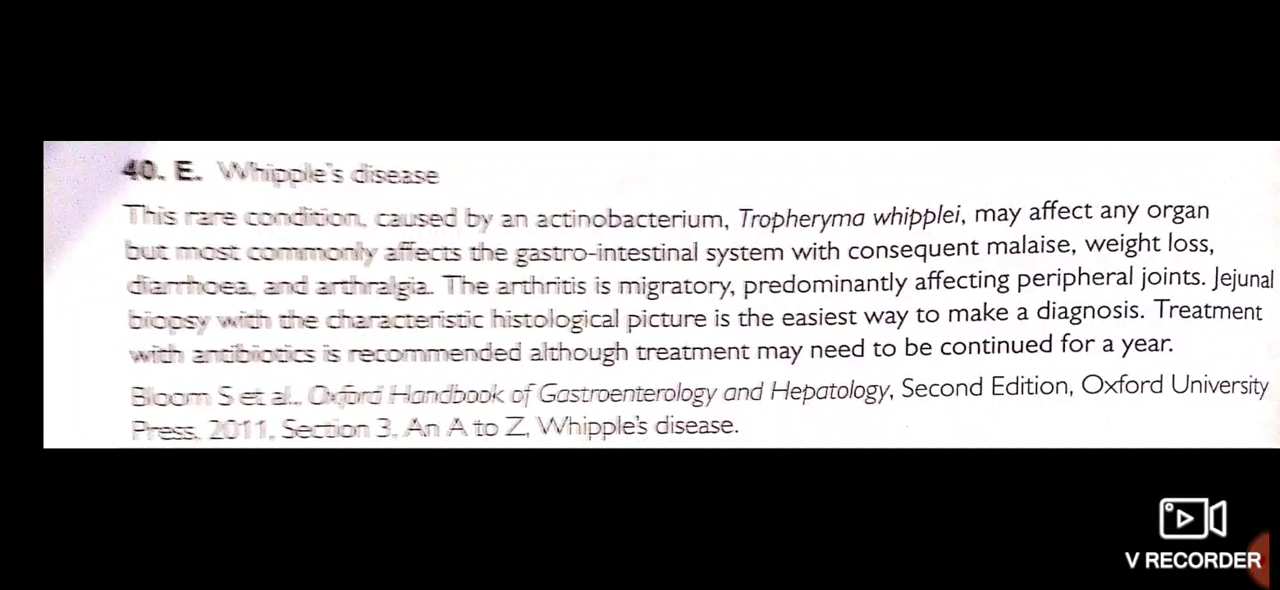 40. E. Whipple's disease
This rare condition, caused by an actinobacterium, Tropheryma whipplei, may affect any organ
but most commonly affects the gastro-intestinal system with consequent malaise, weight loss,
diarrhoea, and arthralgia. The arthritis is migratory, predominantly affecting peripheral joints. Jejunal
biopsy with the characteristic histological picture is the easiest way to make a diagnosis. Treatment
with antibiotics is recommended although treatment may need to be continued for a year.
Bloom S et al., Oxford Handbook of Gastroenterology and Hepatology, Second Edition, Oxford University
Press, 2011, Section 3, An A to Z, Whipple's disease.
V RECORDER